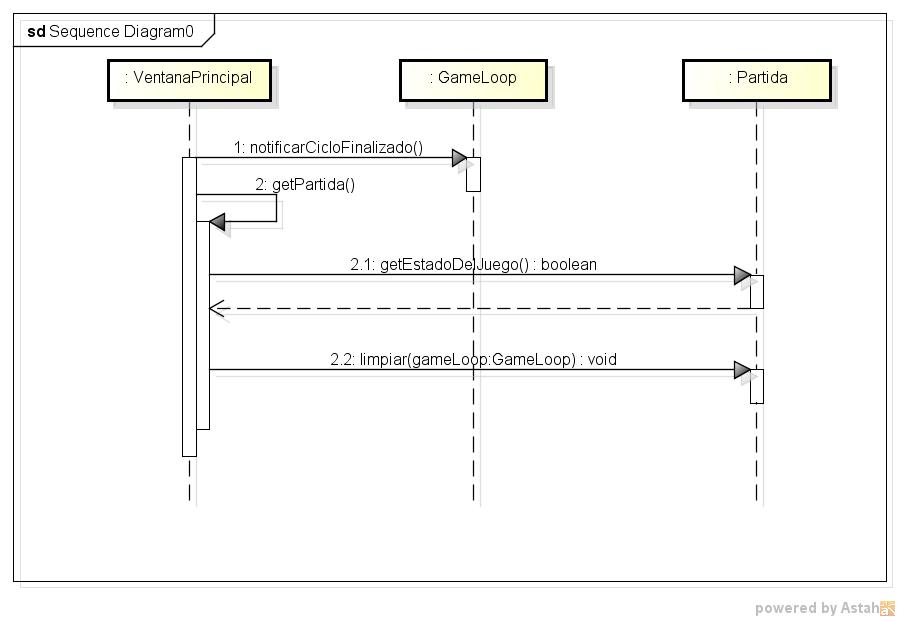 sd Sequence Diagram0
: VentanaPrincipal
: GameLoop
: Partida
1: notificarCicloFinalizado()
2: getPartida()
2.1: getEstadoDelJuego() : boolean
2.2: limpiar(gameLoop:GameLoop) : void
powered by Astah